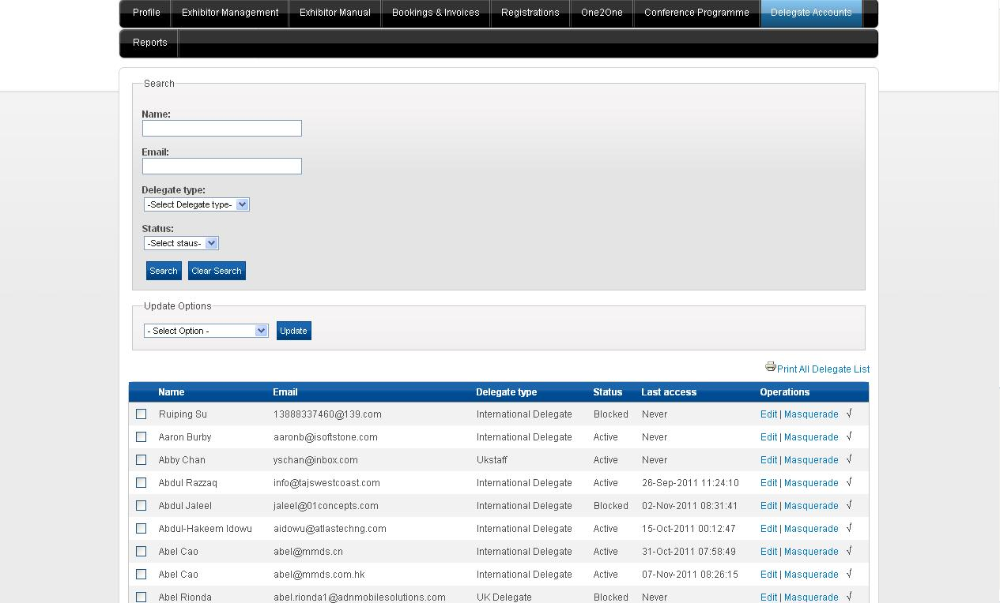 Profile Exhibitor Management Exhibitor Manual Bookings & Invoices Registrations One2One Conference Programme Delegate Accounts
Reports
Search
Name:
Email:
Delegate type:
-Select Delegate type-
Status:
-Select staus-
Search Clear Search
Update Options
- Select Option - Update
Print All Delegate List
Name Email Delegate type Status Last access Operations
Ruiping Su 13888337460@139.com International Delegate Blocked Never Edit | Masquerade √
Aaron Burby aaronb@isoftstone.com International Delegate Active Never Edit | Masquerade √
Abby Chan yschan@inbox.com Ukstaff Active Never Edit | Masquerade √
Abdul Razzaq info@tajswestcoast.com International Delegate Active 26-Sep-2011 11:24:10 Edit | Masquerade √
Abdul Jaleel jaleel@01concepts.com International Delegate Blocked 02-Nov-2011 08:31:41 Edit | Masquerade √
Abdul-Hakeem Idowu aidowu@atlastechng.com International Delegate Active 15-Oct-2011 00:12:47 Edit | Masquerade √
Abel Cao abel@mmds.cn International Delegate Active 31-Oct-2011 07:58:49 Edit | Masquerade √
Abel Cao abel@mmds.com.hk International Delegate Active 07-Nov-2011 08:26:15 Edit | Masquerade √
Abel Rionda abel.rionda1@adnmobilesolutions.com UK Delegate Blocked Never Edit | Masquerade √